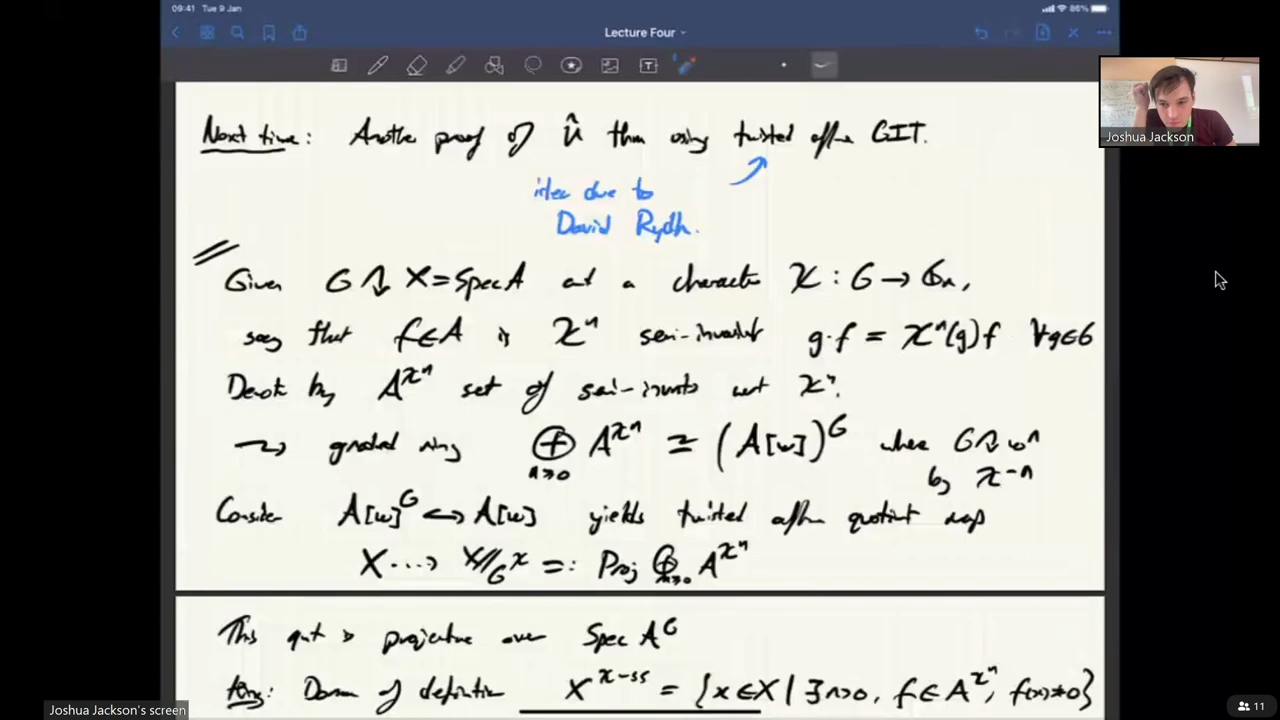 09:41 Tue 9 Jan
86%
Lecture Four
Next time: Another proof of Û thm using twisted affine GIT.
idea due to
David Rydh.
Given G ↷ X = Spec A and a character χ : G → 𝔾m,
say that f ∈ A is χⁿ semi-invariant g·f = χⁿ(g)f ∀g∈G
Denote by A^{χⁿ} set of semi-invts wrt χⁿ.
⇝ graded ring ⊕_{n≥0} A^{χⁿ} ≃ (A[w])^G where G ↷ wⁿ
by χ^{-n}
Consider A[w]^G ↪ A[w] yields twisted affine quotient map
X ⇢ X//_G χ =: Proj ⊕_{n≥0} A^{χⁿ}
This quot is projective over Spec A^G
Domain of definition X^{χ-ss} = {x ∈ X | ∃n>0, f ∈ A^{χⁿ}, f(x)≠0}
Joshua Jackson
Joshua Jackson's screen
11